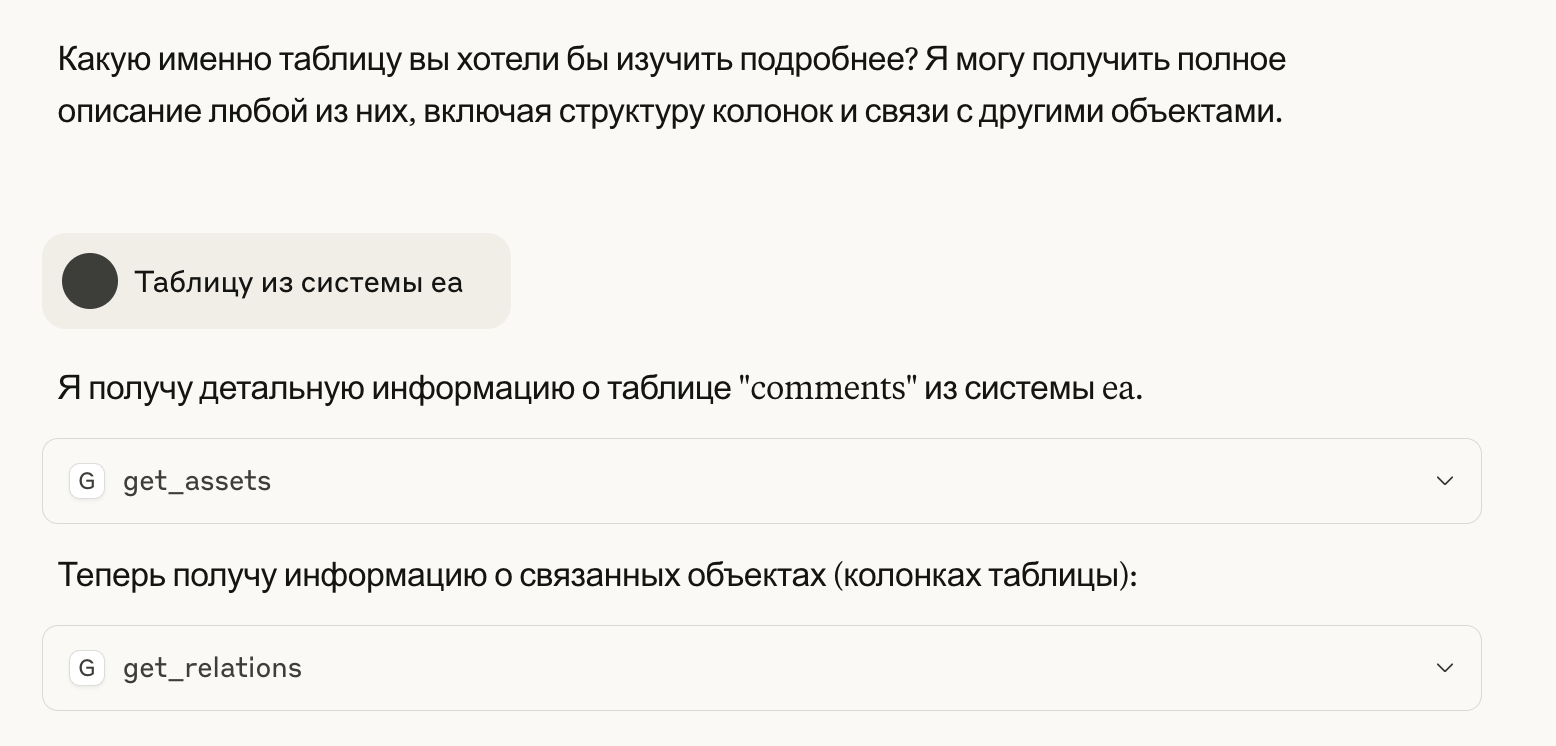 Какую именно таблицу вы хотели бы изучить подробнее? Я могу получить полное
описание любой из них, включая структуру колонок и связи с другими объектами.
Таблицу из системы ea
Я получу детальную информацию о таблице "comments" из системы ea.
G get_assets
Теперь получу информацию о связанных объектах (колонках таблицы):
G get_relations